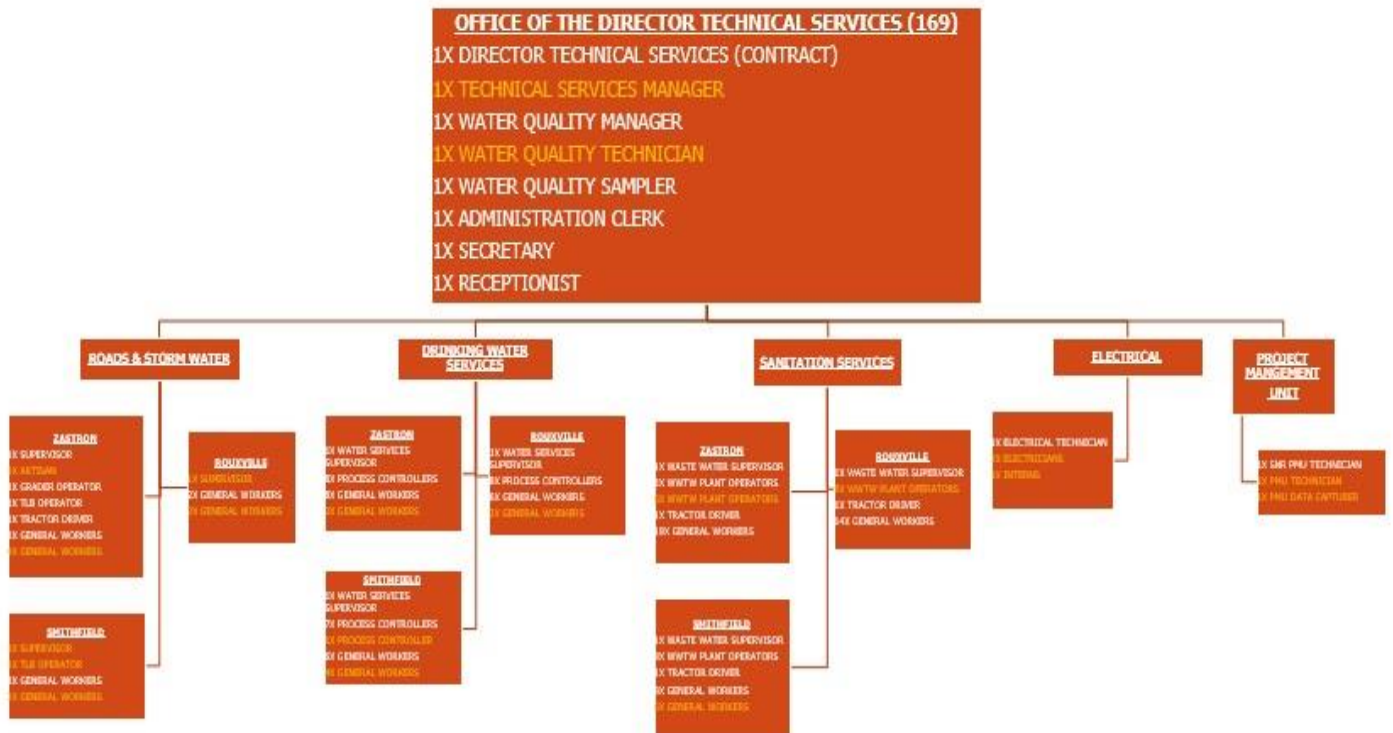 OFFICE OF THE DIRECTOR TECHNICAL SERVICES (169)
1X DIRECTOR TECHNICAL SERVICES (CONTRACT)
1X TECHNICAL SERVICES MANAGER
1X WATER QUALITY MANAGER
1X WATER QUALITY TECHNICIAN
1X WATER QUALITY SAMPLER
1X ADMINISTRATION CLERK
1X SECRETARY
1X RECEPTIONIST
ROADS & STORM WATER
ZASTRON
1X SUPERVISOR
1X ARTISAN
1X GRADER OPERATOR
1X TLB OPERATOR
1X TRACTOR DRIVER
GENERAL WORKERS
GENERAL WORKERS
ROUXVILLE
1X SUPERVISOR
GENERAL WORKERS
GENERAL WORKERS
SMITHFIELD
1X SUPERVISOR
1X TLB OPERATOR
GENERAL WORKERS
GENERAL WORKERS
DRINKING WATER
SERVICES
ZASTRON
WATER SERVICES
SUPERVISOR
PROCESS CONTROLLERS
GENERAL WORKERS
GENERAL WORKERS
ROUXVILLE
1X WATER SERVICES
SUPERVISOR
PROCESS CONTROLLERS
GENERAL WORKERS
GENERAL WORKERS
SMITHFIELD
WATER SERVICES
SUPERVISOR
7X PROCESS CONTROLLERS
1X PROCESS CONTROLLER
GENERAL WORKERS
GENERAL WORKERS
SANITATION SERVICES
ZASTRON
1X WASTE WATER SUPERVISOR
WWTW PLANT OPERATORS
WWTW PLANT OPERATORS
1X TRACTOR DRIVER
GENERAL WORKERS
ROUXVILLE
1X WASTE WATER SUPERVISOR
WWTW PLANT OPERATORS
1X TRACTOR DRIVER
14X GENERAL WORKERS
SMITHFIELD
1X WASTE WATER SUPERVISOR
WWTW PLANT OPERATORS
1X TRACTOR DRIVER
GENERAL WORKERS
GENERAL WORKERS
ELECTRICAL
1X ELECTRICAL TECHNICIAN
ELECTRICIANS
INTERNS
PROJECT
MANGEMENT
UNIT
1X SNR PMU TECHNICIAN
1X PMU TECHNICIAN
1X PMU DATA CAPTURER